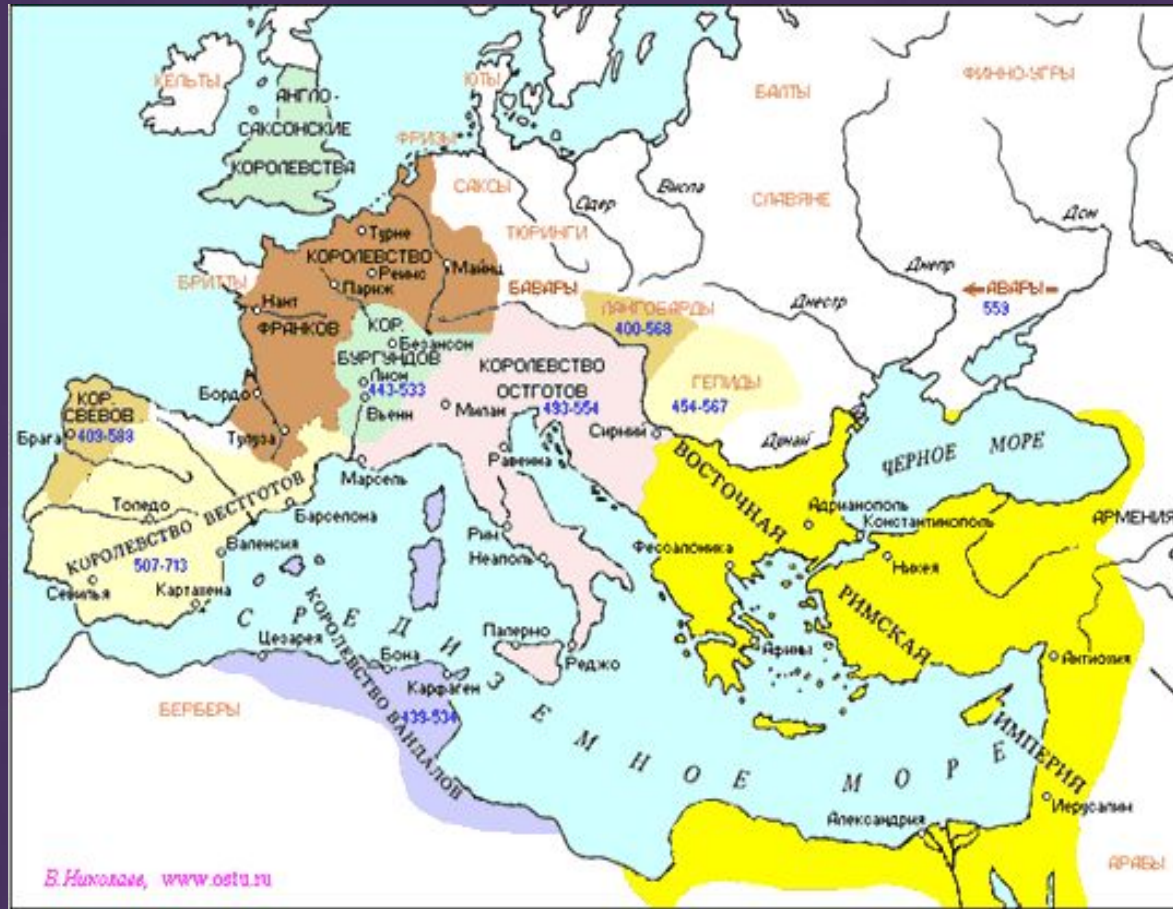 КЕЛЬТЫ
АНГЛО-
САКСОНСКИЕ
КОРОЛЕВСТВА
ЮТЫ
ФРИЗЫ
САКСЫ
ТЮРИНГИ
БАЛТЫ
ФИННО-УГРЫ
СЛАВЯНЕ
Одер
Висла
Дон
Днепр
Днестр
АВАРЫ
559
БРИТТЫ
Турне
КОРОЛЕВСТВО
Реимс
Майнц
Париж
Нант
ФРАНКОВ
БАВАРЫ
ЛАНГОБАРДЫ
400-568
КОР.
Безансон
БУРГУНДОВ
Лион
443-533
Вьенн
КОРОЛЕВСТВО
ОСТГОТОВ
493-554
Милан
ГЕПИДЫ
454-567
Сирмий
Дунай
Равенна
Бордо
Тулуза
Марсель
КОР.
СВЕВОВ
409-588
Брага
Толедо
КОРОЛЕВСТВО ВЕСТГОТОВ
507-713
Барселона
Валенсия
Севилья
Картахена
Рим
Неаполь
Палерно
Реджо
ВОСТОЧНАЯ
РИМСКАЯ
ИМПЕРИЯ
ЧЕРНОЕ МОРЕ
Адрианополь
Константинополь
Фессалоника
Никея
Афины
АРМЕНИЯ
Антиохия
Иерусалим
Александрия
АРАБЫ
СРЕДИЗЕМНОЕ МОРЕ
Цезарея
Бона
Карфаген
КОРОЛЕВСТВО ВАНДАЛОВ
439-534
БЕРБЕРЫ
В.Николаев, www.ostu.ru